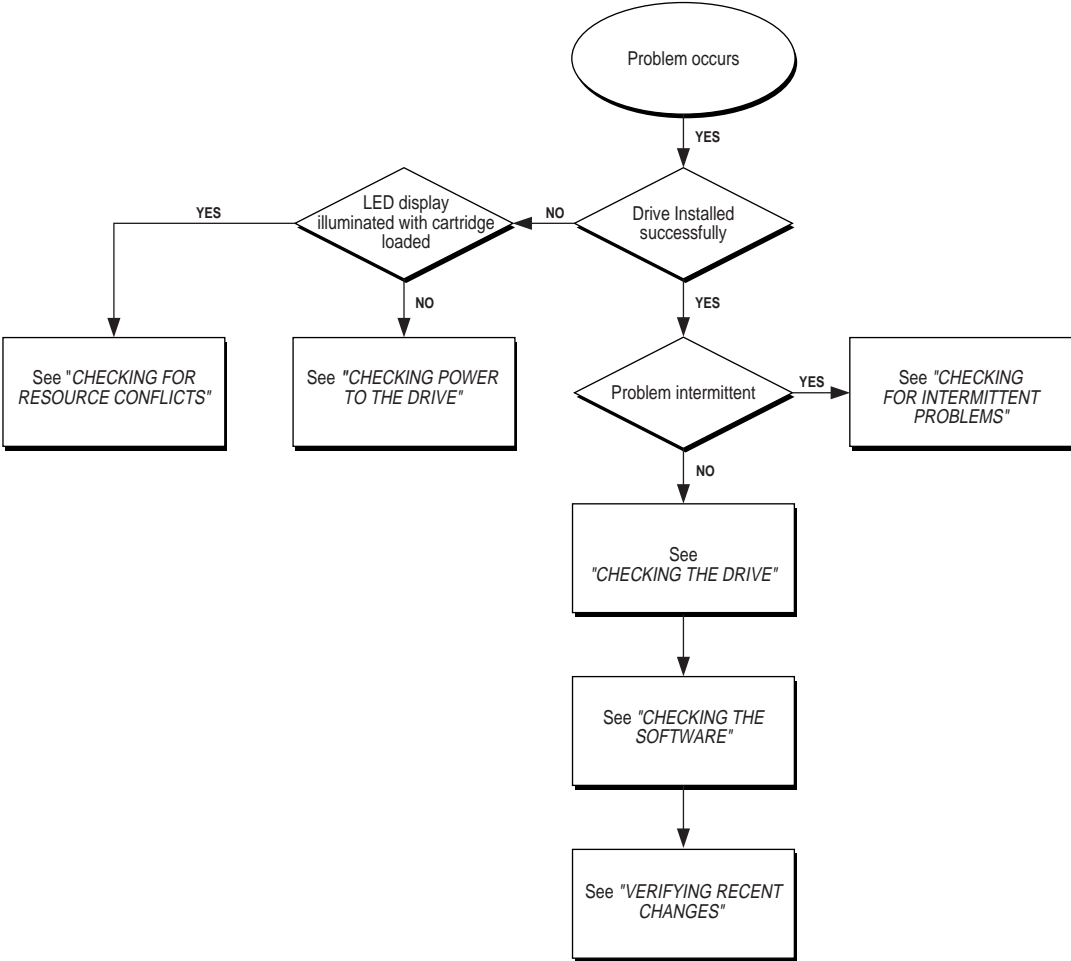 Problem occurs
YES
Drive Installed
successfully
NO
LED display
illuminated with cartridge
loaded
YES
NO
See "CHECKING FOR
RESOURCE CONFLICTS"
See "CHECKING POWER
TO THE DRIVE"
YES
Problem intermittent
YES
See "CHECKING
FOR INTERMITTENT
PROBLEMS"
NO
See
"CHECKING THE DRIVE"
See "CHECKING THE
SOFTWARE"
See "VERIFYING RECENT
CHANGES"